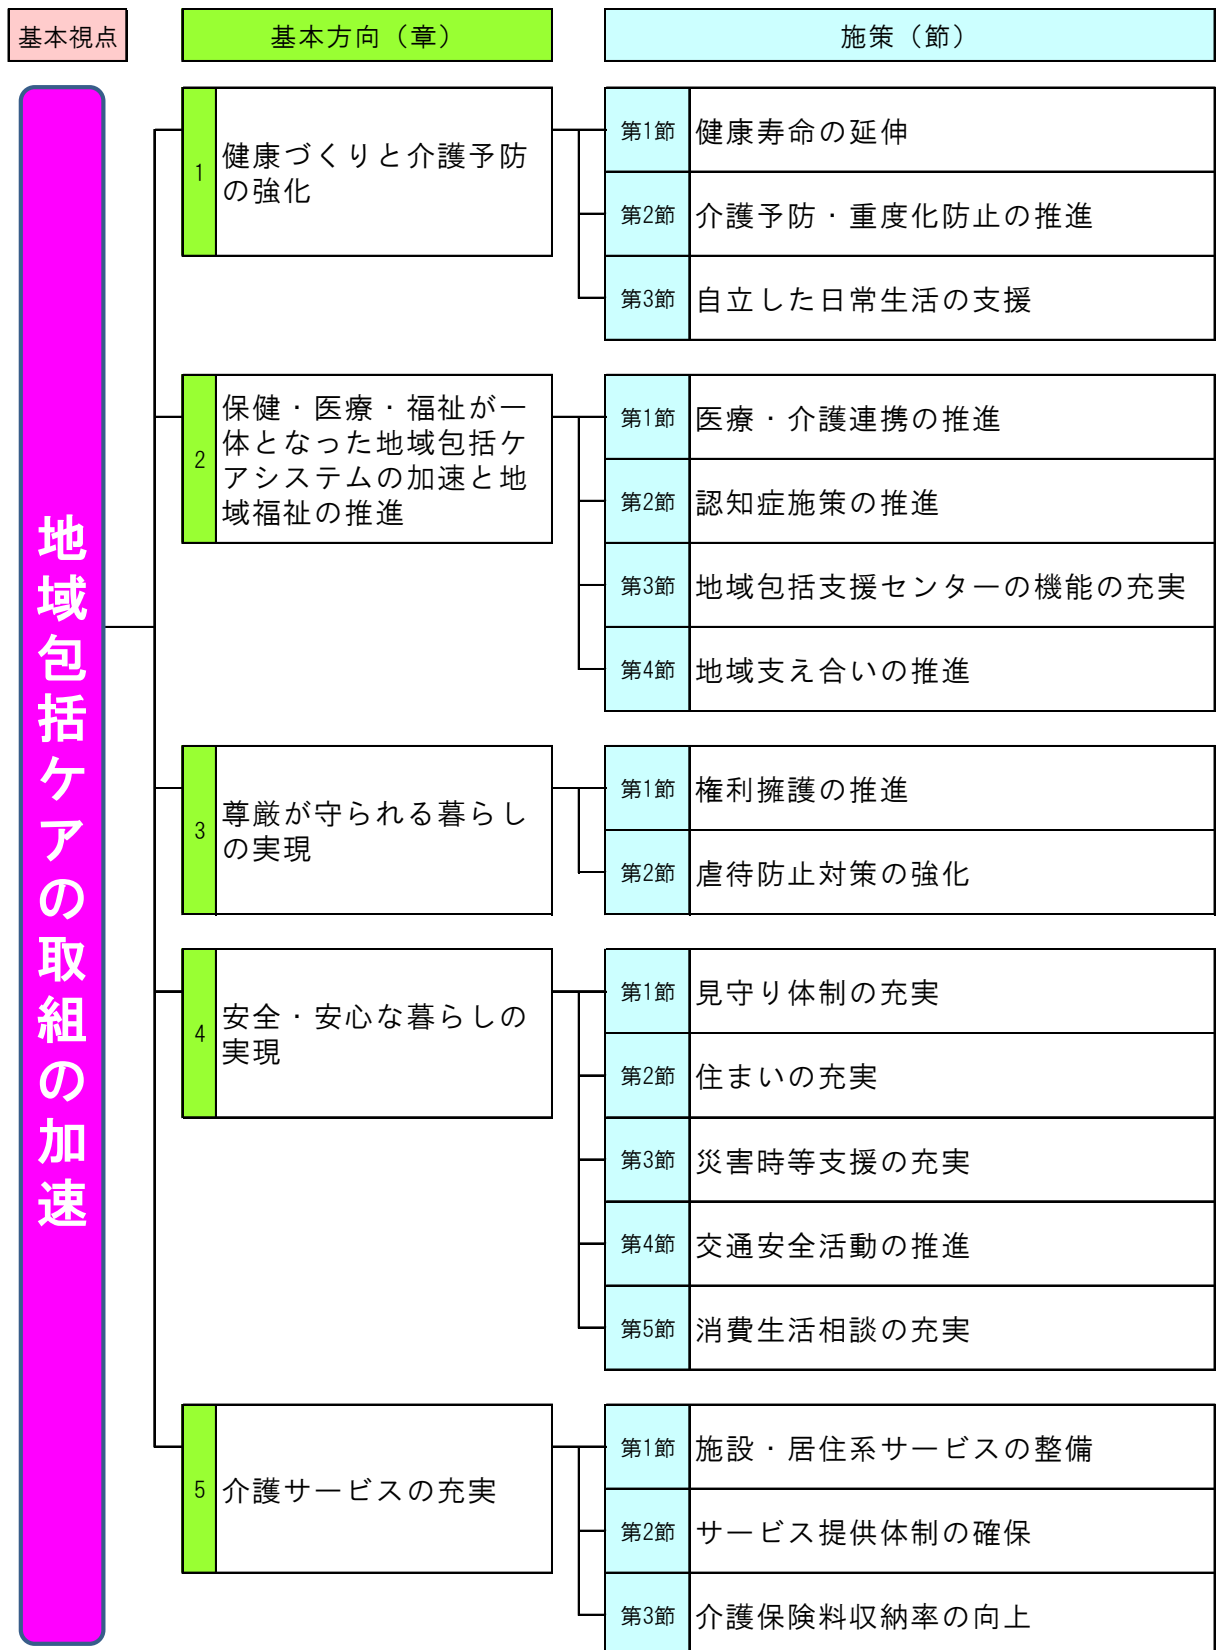 基本視点
基本方向（章）
施策（節）
地域包括ケアの取組の加速
1
健康づくりと介護予防
の強化
第1節
健康寿命の延伸
第2節
介護予防・重度化防止の推進
第3節
自立した日常生活の支援
2
保健・医療・福祉が一
体となった地域包括ケ
アシステムの加速と地
域福祉の推進
第1節
医療・介護連携の推進
第2節
認知症施策の推進
第3節
地域包括支援センターの機能の充実
第4節
地域支え合いの推進
3
尊厳が守られる暮らし
の実現
第1節
権利擁護の推進
第2節
虐待防止対策の強化
4
安全・安心な暮らしの
実現
第1節
見守り体制の充実
第2節
住まいの充実
第3節
災害時等支援の充実
第4節
交通安全活動の推進
第5節
消費生活相談の充実
5
介護サービスの充実
第1節
施設・居住系サービスの整備
第2節
サービス提供体制の確保
第3節
介護保険料収納率の向上